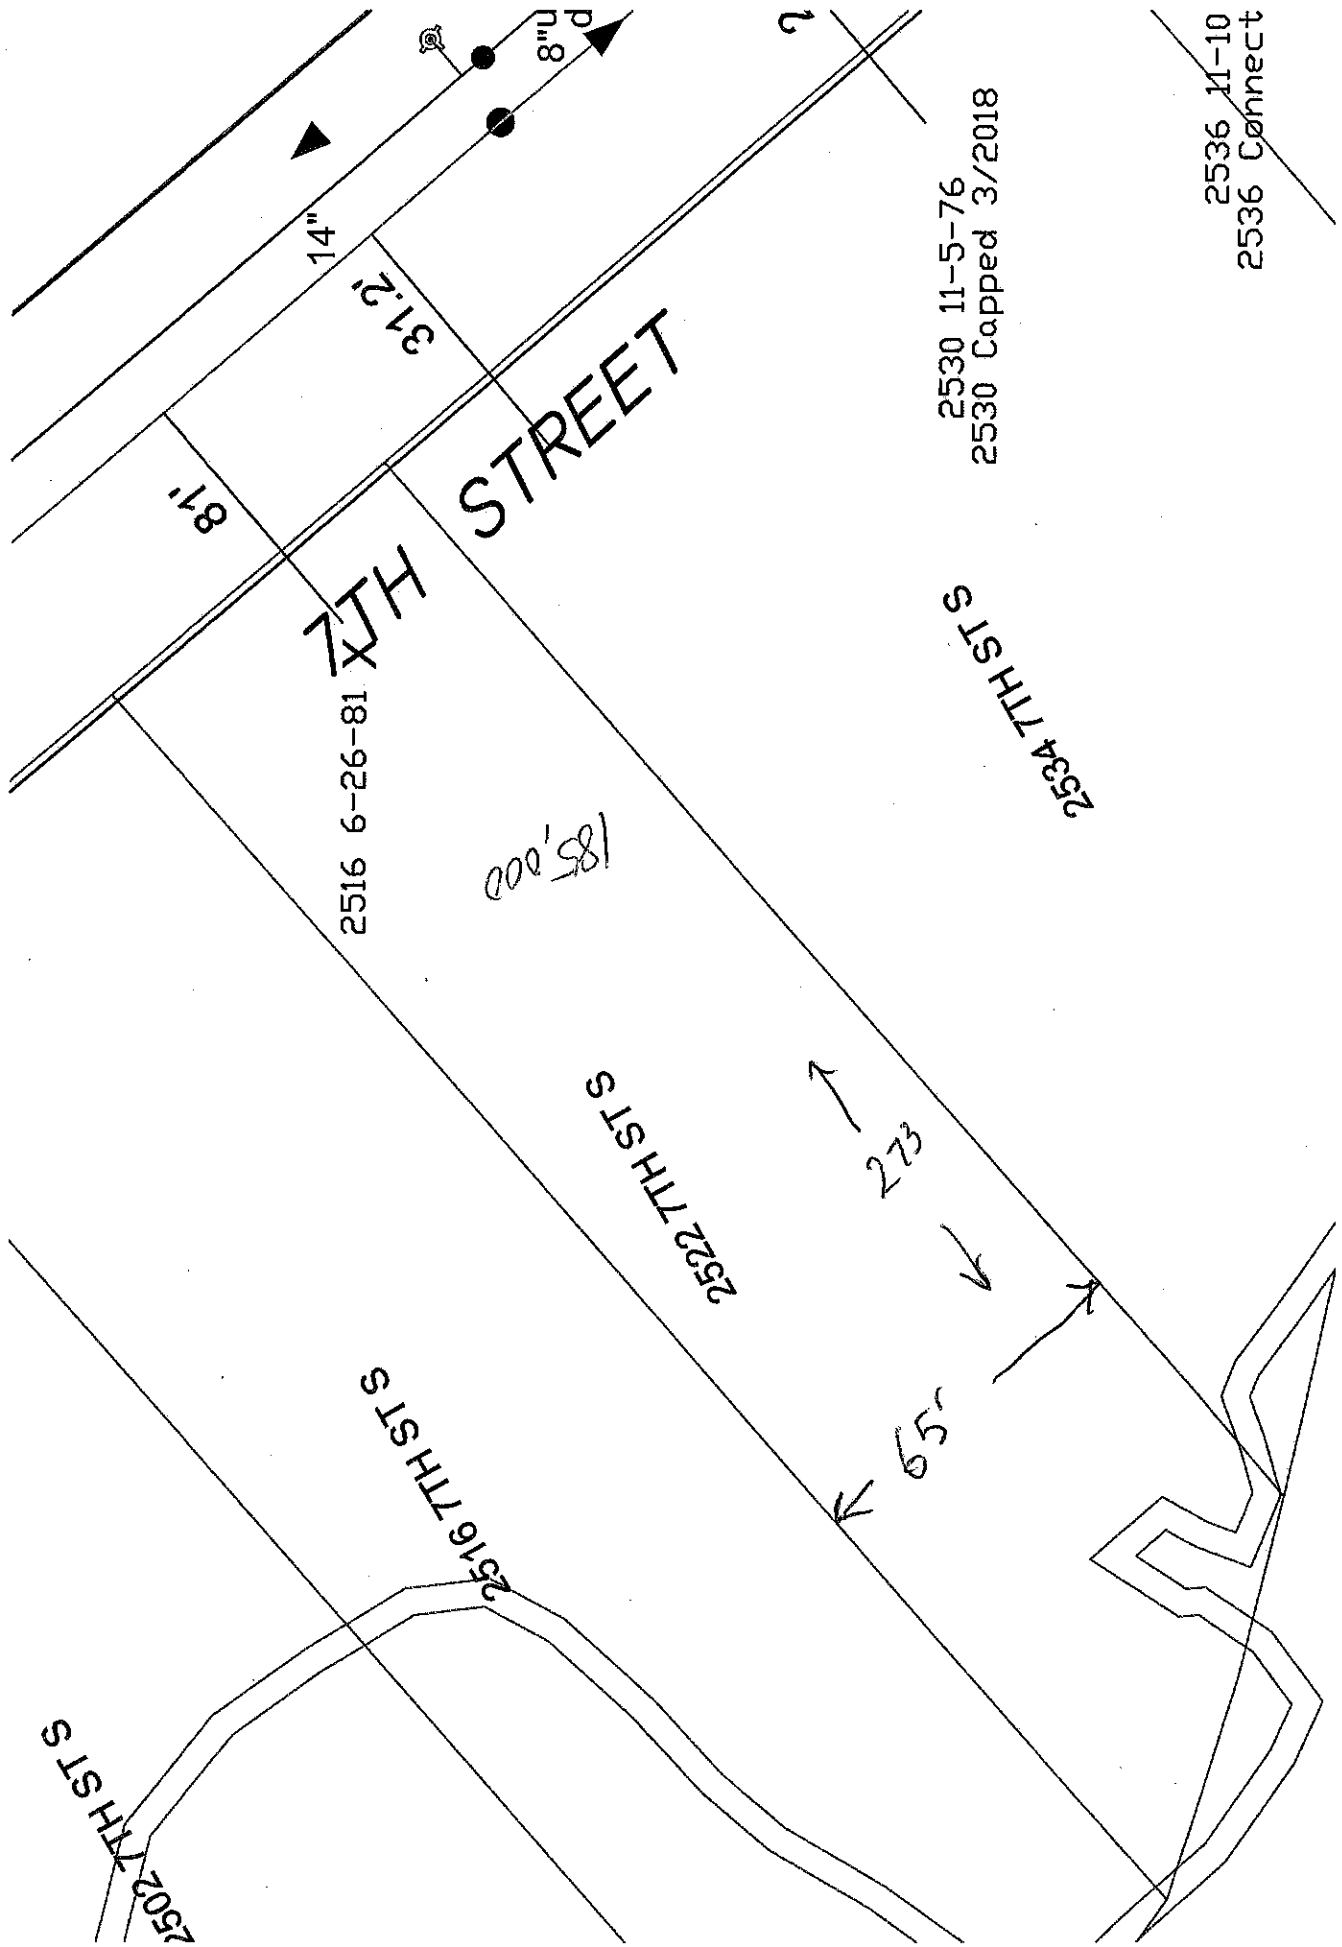 8"u
d
14"
31.2'
81'
7TH STREET
2530 11-5-76
2530 Capped 3/2018
2536 11-10
2536 Connect
2516 6-26-81 X
185,000
2534 7TH ST S
2522 7TH ST S
273
65'
2516 7TH ST S
2502 7TH ST S